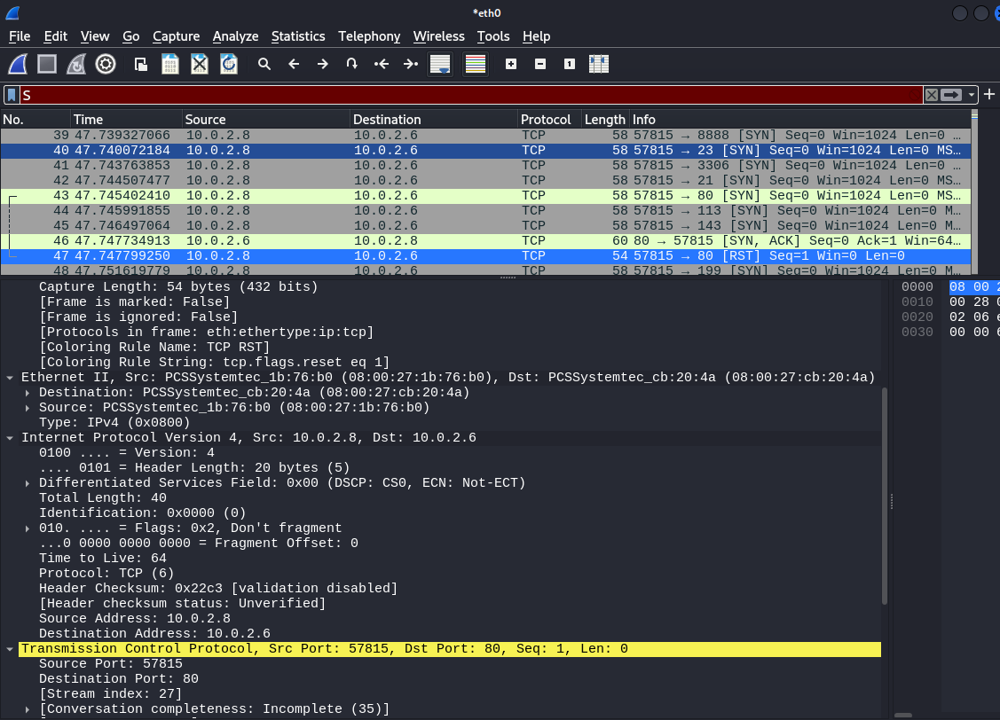 *eth0
File Edit View Go Capture Analyze Statistics Telephony Wireless Tools Help
S
No. Time Source Destination Protocol Length Info
39 47.739327066 10.0.2.8 10.0.2.6 TCP 58 57815 → 8888 [SYN] Seq=0 Win=1024 Len=0 …
40 47.740072184 10.0.2.8 10.0.2.6 TCP 58 57815 → 23 [SYN] Seq=0 Win=1024 Len=0 MS…
41 47.743763853 10.0.2.8 10.0.2.6 TCP 58 57815 → 3306 [SYN] Seq=0 Win=1024 Len=0 …
42 47.744507477 10.0.2.8 10.0.2.6 TCP 58 57815 → 21 [SYN] Seq=0 Win=1024 Len=0 MS…
43 47.745402410 10.0.2.8 10.0.2.6 TCP 58 57815 → 80 [SYN] Seq=0 Win=1024 Len=0 MS…
44 47.745991855 10.0.2.8 10.0.2.6 TCP 58 57815 → 113 [SYN] Seq=0 Win=1024 Len=0 M…
45 47.746497064 10.0.2.8 10.0.2.6 TCP 58 57815 → 143 [SYN] Seq=0 Win=1024 Len=0 M…
46 47.747734913 10.0.2.6 10.0.2.8 TCP 60 80 → 57815 [SYN, ACK] Seq=0 Ack=1 Win=64…
47 47.747799250 10.0.2.8 10.0.2.6 TCP 54 57815 → 80 [RST] Seq=1 Win=0 Len=0
48 47.751619779 10.0.2.8 10.0.2.6 TCP 58 57815 → 199 [SYN] Seq=0 Win=1024 Len=0 M…
Capture Length: 54 bytes (432 bits)
[Frame is marked: False]
[Frame is ignored: False]
[Protocols in frame: eth:ethertype:ip:tcp]
[Coloring Rule Name: TCP RST]
[Coloring Rule String: tcp.flags.reset eq 1]
Ethernet II, Src: PCSSystemtec_1b:76:b0 (08:00:27:1b:76:b0), Dst: PCSSystemtec_cb:20:4a (08:00:27:cb:20:4a)
Destination: PCSSystemtec_cb:20:4a (08:00:27:cb:20:4a)
Source: PCSSystemtec_1b:76:b0 (08:00:27:1b:76:b0)
Type: IPv4 (0x0800)
Internet Protocol Version 4, Src: 10.0.2.8, Dst: 10.0.2.6
0100 .... = Version: 4
.... 0101 = Header Length: 20 bytes (5)
Differentiated Services Field: 0x00 (DSCP: CS0, ECN: Not-ECT)
Total Length: 40
Identification: 0x0000 (0)
010. .... = Flags: 0x2, Don't fragment
...0 0000 0000 0000 = Fragment Offset: 0
Time to Live: 64
Protocol: TCP (6)
Header Checksum: 0x22c3 [validation disabled]
[Header checksum status: Unverified]
Source Address: 10.0.2.8
Destination Address: 10.0.2.6
Transmission Control Protocol, Src Port: 57815, Dst Port: 80, Seq: 1, Len: 0
Source Port: 57815
Destination Port: 80
[Stream index: 27]
[Conversation completeness: Incomplete (35)]
0000 08 00 2
0010 00 28 0
0020 02 06
0030 00 00